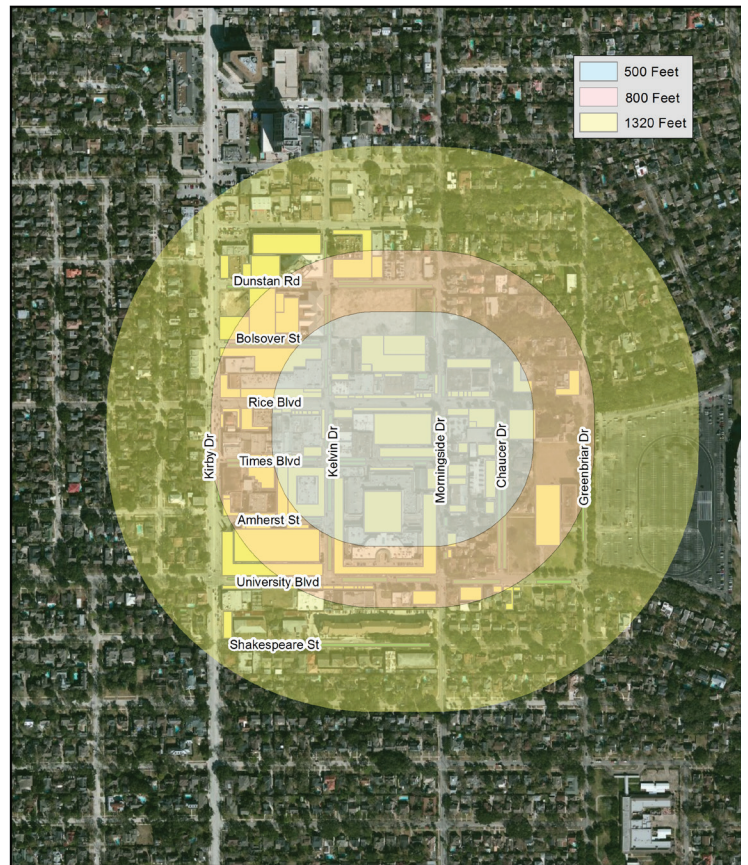 500 Feet
800 Feet
1320 Feet
Dunstan Rd
Bolsover St
Rice Blvd
Kirby Dr
Kelvin Dr
Morningside Dr
Chaucer Dr
Greenbriar Dr
Times Blvd
Amherst St
University Blvd
Shakespeare St